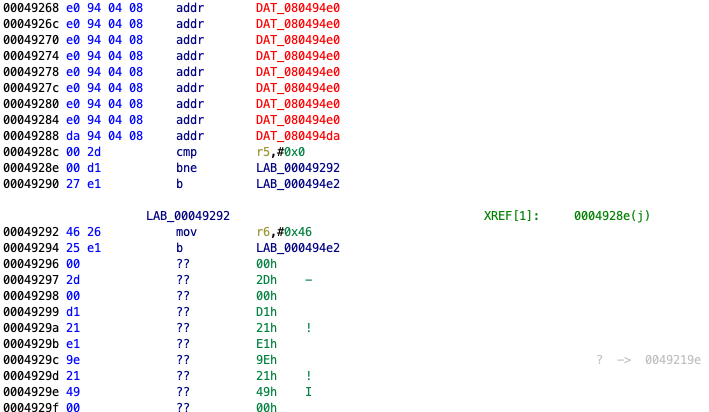 00049268 e0 94 04 08 addr DAT_080494e0
0004926c e0 94 04 08 addr DAT_080494e0
00049270 e0 94 04 08 addr DAT_080494e0
00049274 e0 94 04 08 addr DAT_080494e0
00049278 e0 94 04 08 addr DAT_080494e0
0004927c e0 94 04 08 addr DAT_080494e0
00049280 e0 94 04 08 addr DAT_080494e0
00049284 e0 94 04 08 addr DAT_080494e0
00049288 da 94 04 08 addr DAT_080494da
0004928c 00 2d cmp r5,#0x0
0004928e 00 d1 bne LAB_00049292
00049290 27 e1 b LAB_000494e2
LAB_00049292 XREF[1]: 0004928e(j)
00049292 46 26 mov r6,#0x46
00049294 25 e1 b LAB_000494e2
00049296 00 ?? 00h
00049297 2d ?? 2Dh -
00049298 00 ?? 00h
00049299 d1 ?? D1h
0004929a 21 ?? 21h !
0004929b e1 ?? E1h
0004929c 9e ?? 9Eh ? -> 0049219e
0004929d 21 ?? 21h !
0004929e 49 ?? 49h I
0004929f 00 ?? 00h